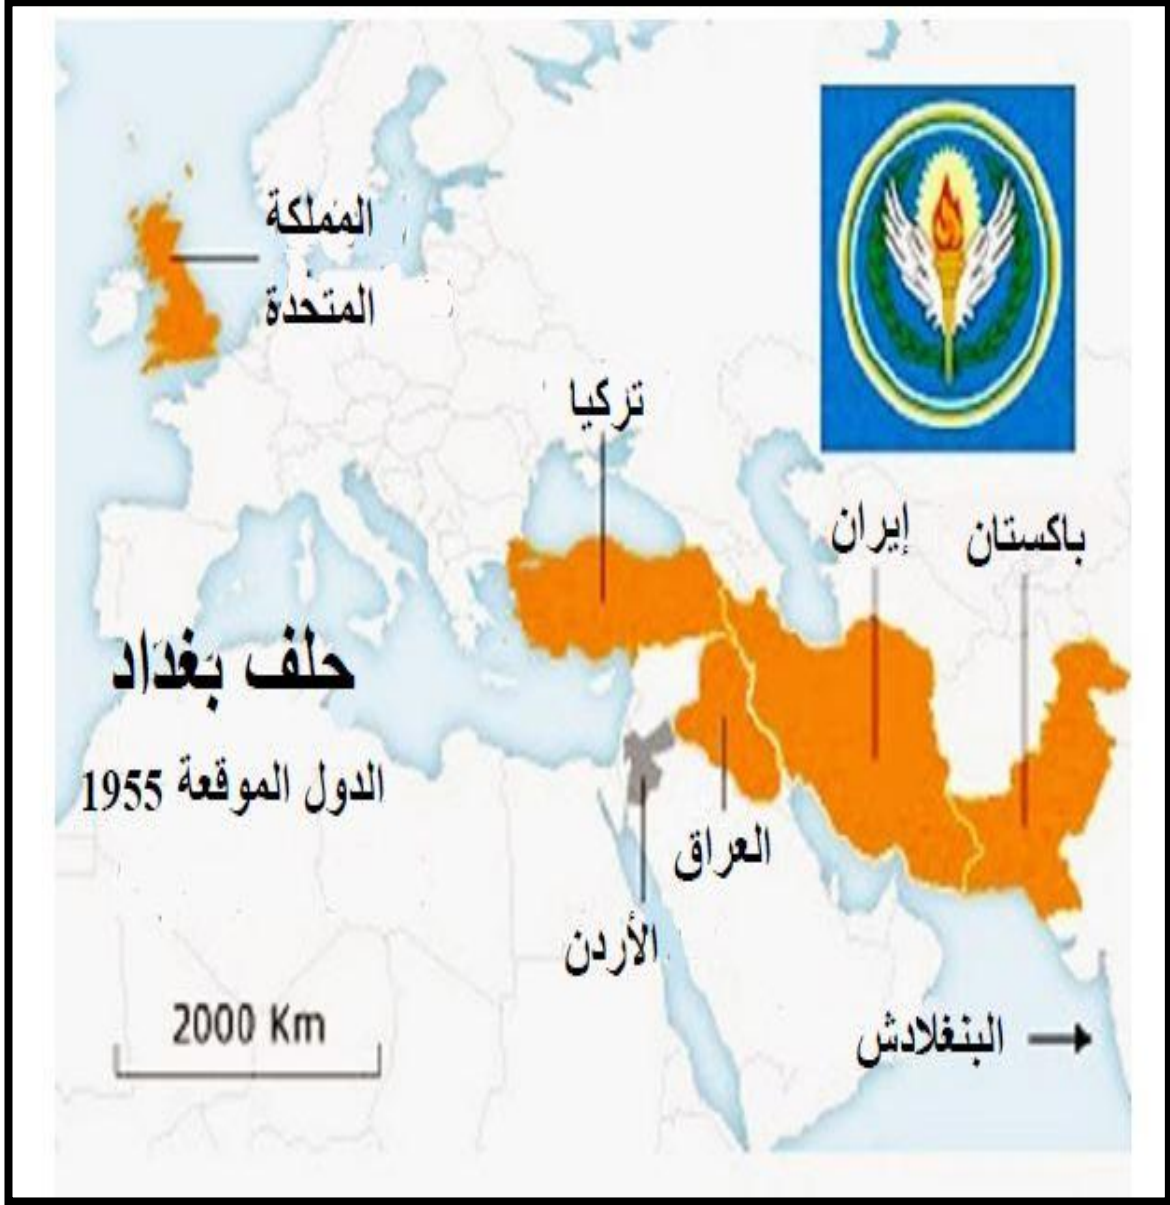 المملكة
المتحدة
تركيا
إيران
باكستان
حلف بغداد
الدول الموقعة 1955
العراق
الأردن
2000 Km
البنغلادش